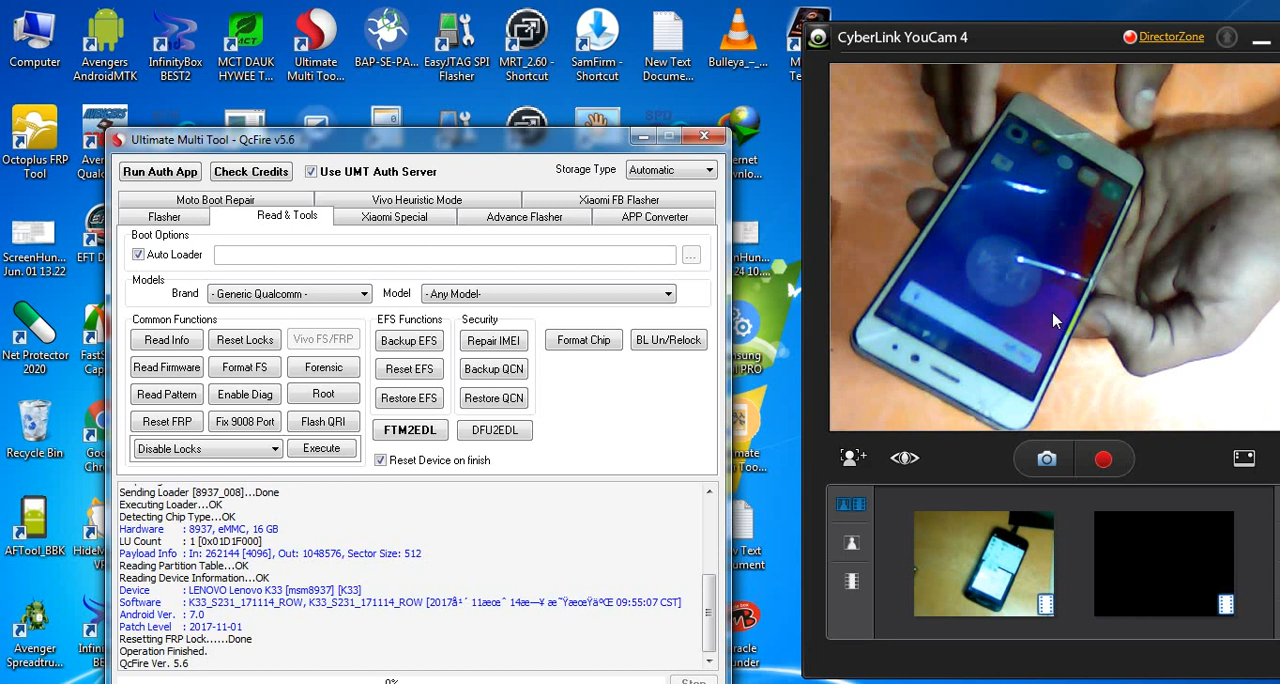 Computer
Avengers
AndroidMTK
InfinityBox
BEST2
MCT DAUK
HYWEE T...
Ultimate
Multi Too...
BAP-SE-PA...
EasyJTAG SPI
Flasher
MRT_2.60 -
Shortcut
SamFirm -
Shortcut
New Text
Docume...
Bulleya_–_...
CyberLink YouCam 4
DirectorZone
Octoplus FRP
Tool
Ultimate Multi Tool - QcFire v5.6
Run Auth App
Check Credits
Use UMT Auth Server
Storage Type
Automatic
Moto Boot Repair
Vivo Heuristic Mode
Xiaomi FB Flasher
Flasher
Read & Tools
Xiaomi Special
Advance Flasher
APP Converter
Boot Options
Auto Loader
...
Models
Brand
- Generic Qualcomm -
Model
- Any Model-
Common Functions
EFS Functions
Security
Read Info
Reset Locks
Vivo FS/FRP
Backup EFS
Repair IMEI
Format Chip
BL Un/Relock
Read Firmware
Format FS
Forensic
Reset EFS
Backup QCN
Read Pattern
Enable Diag
Root
Restore EFS
Restore QCN
Reset FRP
Fix 9008 Port
Flash QRI
FTM2EDL
DFU2EDL
Disable Locks
Execute
Reset Device on finish
Sending Loader [8937_008]...Done
Executing Loader...OK
Detecting Chip Type...OK
Hardware : 8937, eMMC, 16 GB
LU Count : 1 [0x01D1F000]
Payload Info : In: 262144 [4096], Out: 1048576, Sector Size: 512
Reading Partition Table...OK
Reading Device Information...OK
Device : LENOVO Lenovo K33 [msm8937] [K33]
Software : K33_S231_171114_ROW, K33_S231_171114_ROW [2017å¹´ 11æœˆ 14æ—¥ æ˜ŸæœŸäºŒ 09:55:07 CST]
Android Ver. : 7.0
Patch Level : 2017-11-01
Resetting FRP Lock......Done
Operation Finished.
QcFire Ver. 5.6
0%
Stop
ScreenHun...
Jun. 01 13.22
Net Protector
2020
Recycle Bin
AFTool_BBK
Avenger
Spreadtru...